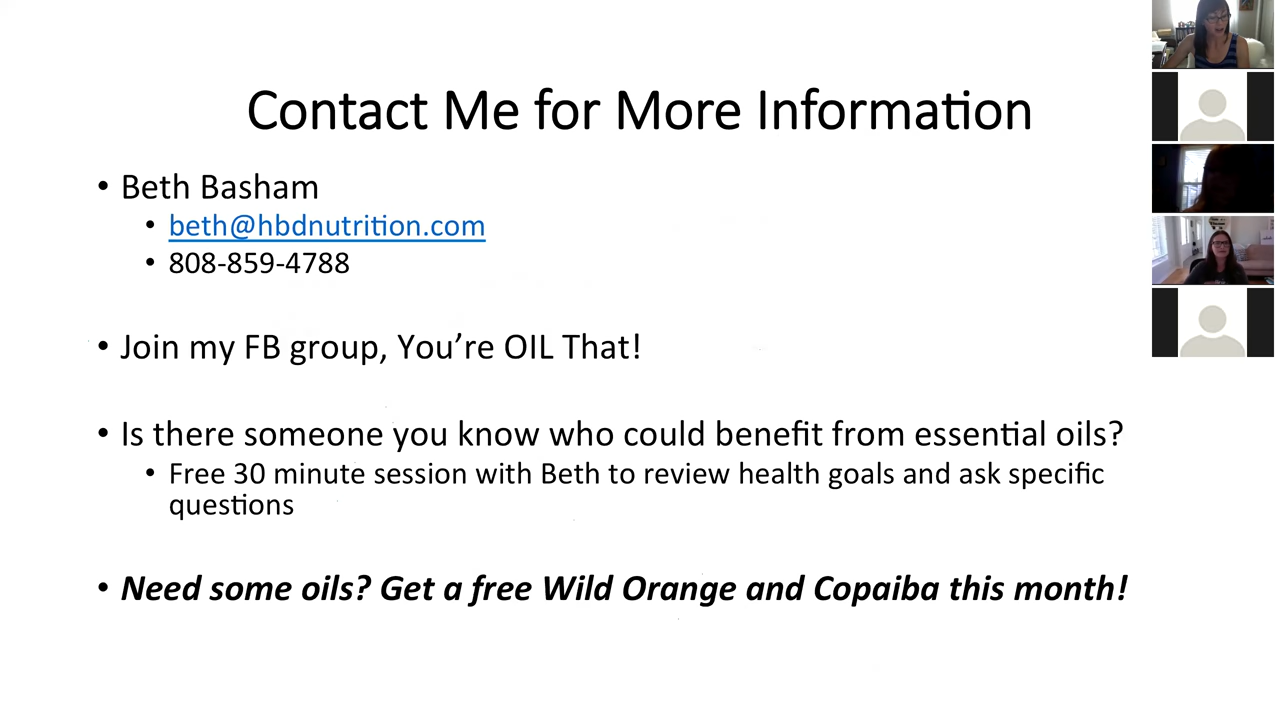 Contact Me for More Information
• Beth Basham
• beth@hbdnutrition.com
• 808-859-4788
• Join my FB group, You’re OIL That!
• Is there someone you know who could benefit from essential oils?
• Free 30 minute session with Beth to review health goals and ask specific
questions
• Need some oils? Get a free Wild Orange and Copaiba this month!